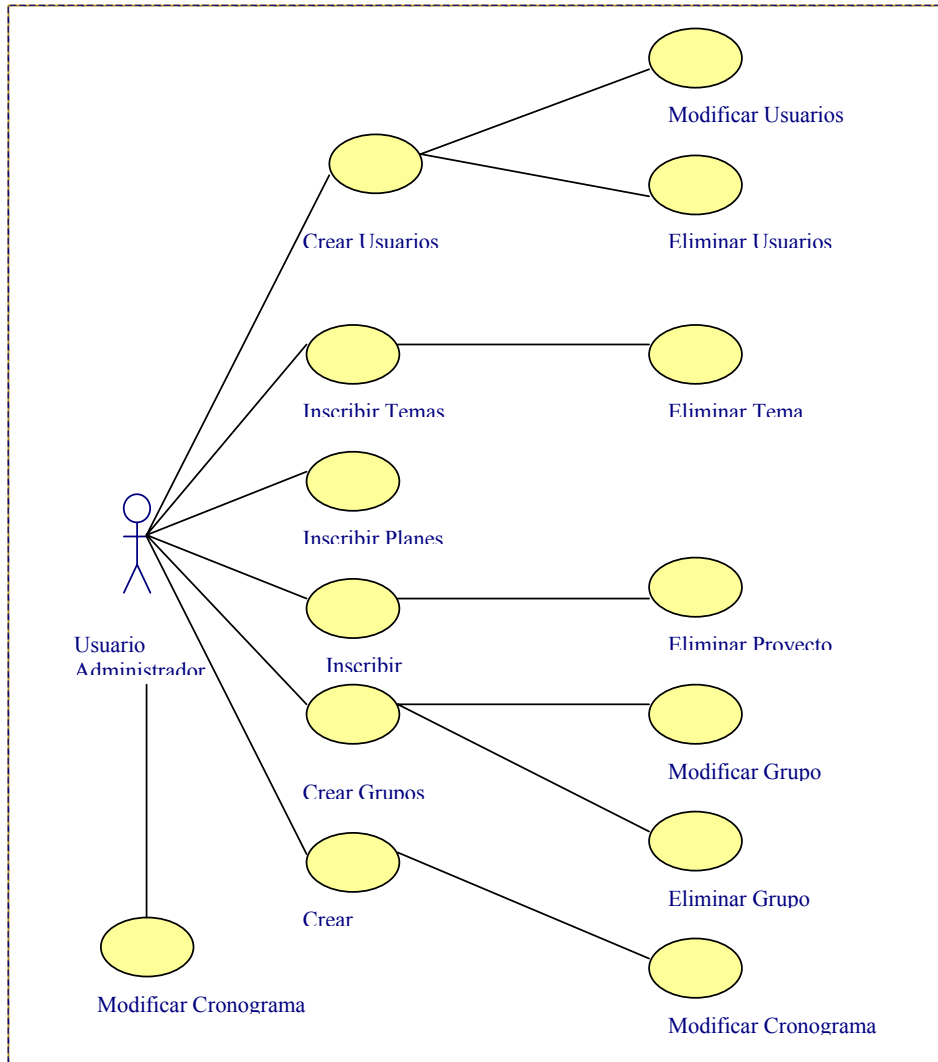 Modificar Usuarios
Crear Usuarios
Eliminar Usuarios
Inscribir Temas
Eliminar Tema
Inscribir Planes
Usuario
Administrador
Inscribir
Eliminar Proyecto
Crear Grupos
Modificar Grupo
Crear
Eliminar Grupo
Modificar Cronograma
Modificar Cronograma